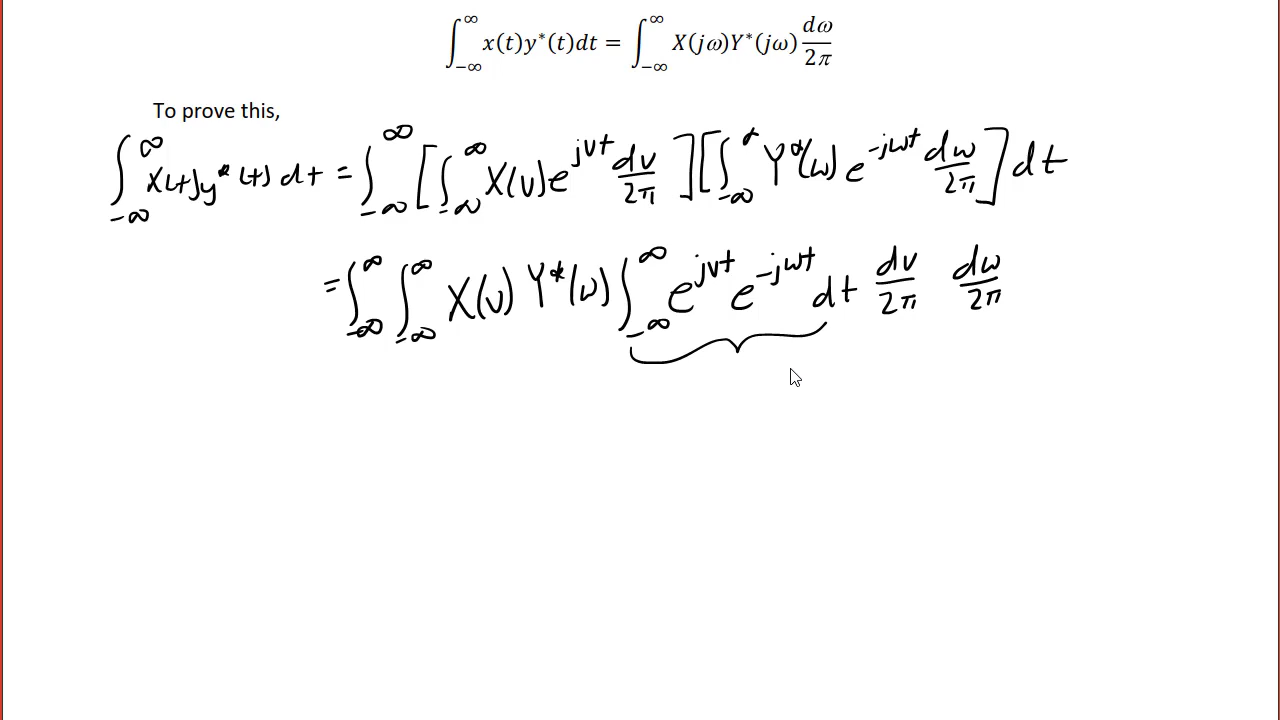 ∫_{−∞}^{∞} x(t)y*(t)dt = ∫_{−∞}^{∞} X(jω)Y*(jω) dω/2π
To prove this,
∫_{−∞}^{∞} x(t)y*(t)dt = ∫_{−∞}^{∞} [∫_{−∞}^{∞} X(v)e^{jvt} dv/2π][∫_{−∞}^{∞} Y*(ω)e^{−jωt} dω/2π]dt
= ∫_{−∞}^{∞} ∫_{−∞}^{∞} X(v) Y*(ω) ∫_{−∞}^{∞} e^{jvt} e^{−jωt} dt dv/2π dω/2π